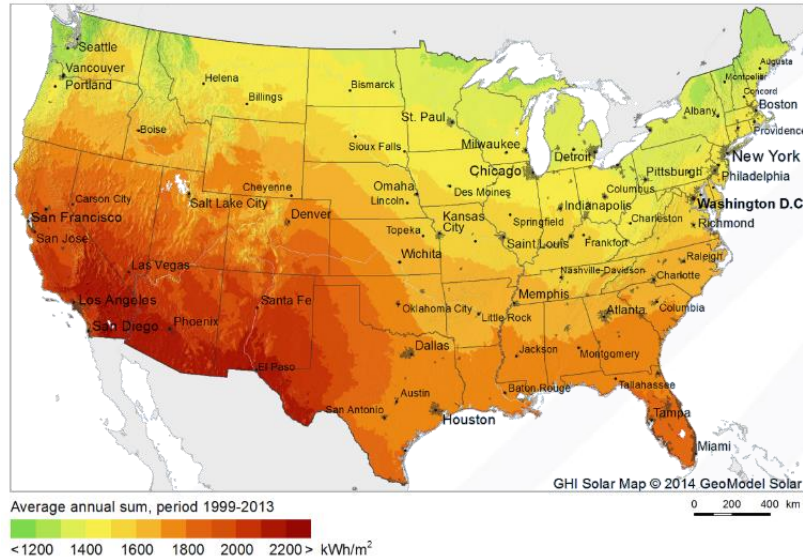 Seattle
Vancouver
Portland
Helena
Billings
Bismarck
Boise
St. Paul
Sioux Falls
Milwaukee
Chicago
Detroit
Augusta
Montpelier
Concord
Albany
Boston
Providence
New York
Philadelphia
Pittsburgh
Washington D.C
Richmond
Columbus
Indianapolis
Charleston
Cheyenne
Omaha
Lincoln
Des Moines
Carson City
San Francisco
San Jose
Salt Lake City
Denver
Topeka
Kansas
City
Springfield
Saint Louis
Frankfort
Wichita
Las Vegas
Los Angeles
San Diego
Phoenix
Santa Fe
Oklahoma City
Little Rock
Nashville-Davidson
Memphis
Raleigh
Charlotte
Columbia
Atlanta
El Paso
Dallas
Jackson
Montgomery
Austin
San Antonio
Houston
Baton Rouge
Tallahassee
Tampa
Miami
GHI Solar Map © 2014 GeoModel Solar
Average annual sum, period 1999-2013
<1200 1400 1600 1800 2000 2200> kWh/m²
0 200 400 km